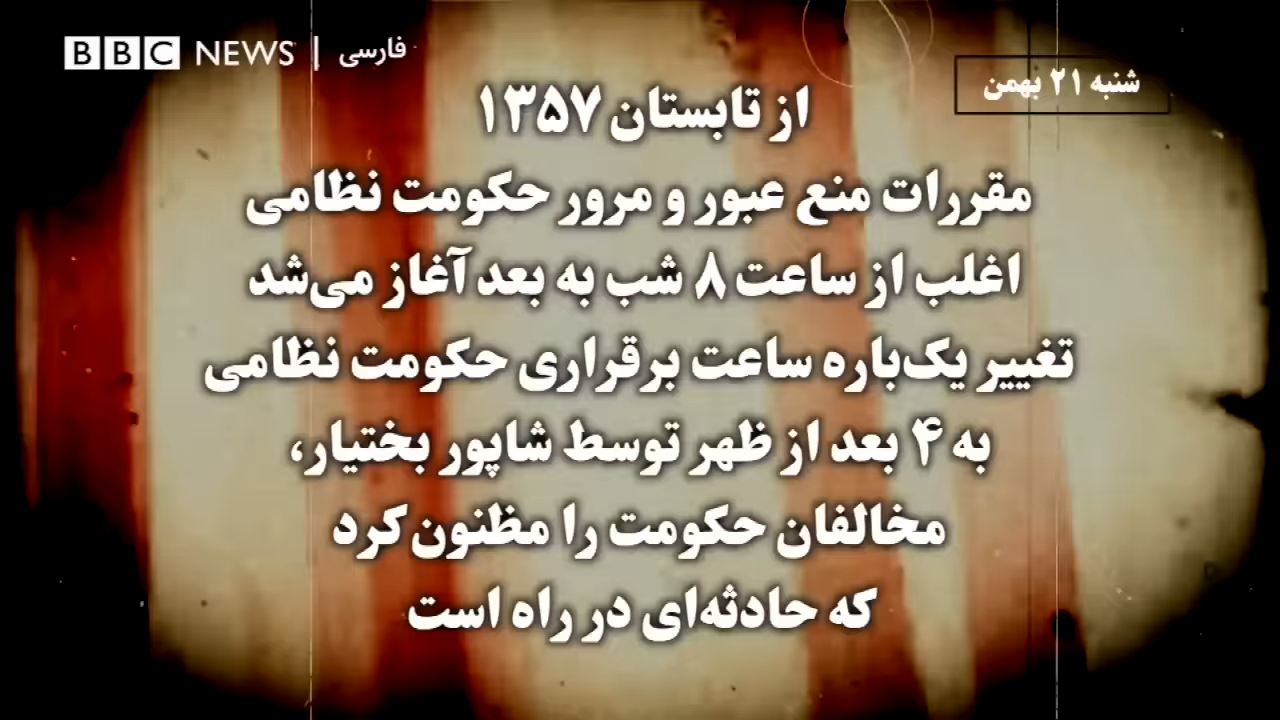 BBC NEWS | فارسی
شنبه ۲۱ بهمن
از تابستان ۱۳۵۷
مقررات منع عبور و مرور حکومت نظامی
اغلب از ساعت ۸ شب به بعد آغاز می‌شد
تغییر یک‌باره ساعت برقراری حکومت نظامی
به ۴ بعد از ظهر توسط شاپور بختیار،
مخالفان حکومت را مظنون کرد
که حادثه‌ای در راه است